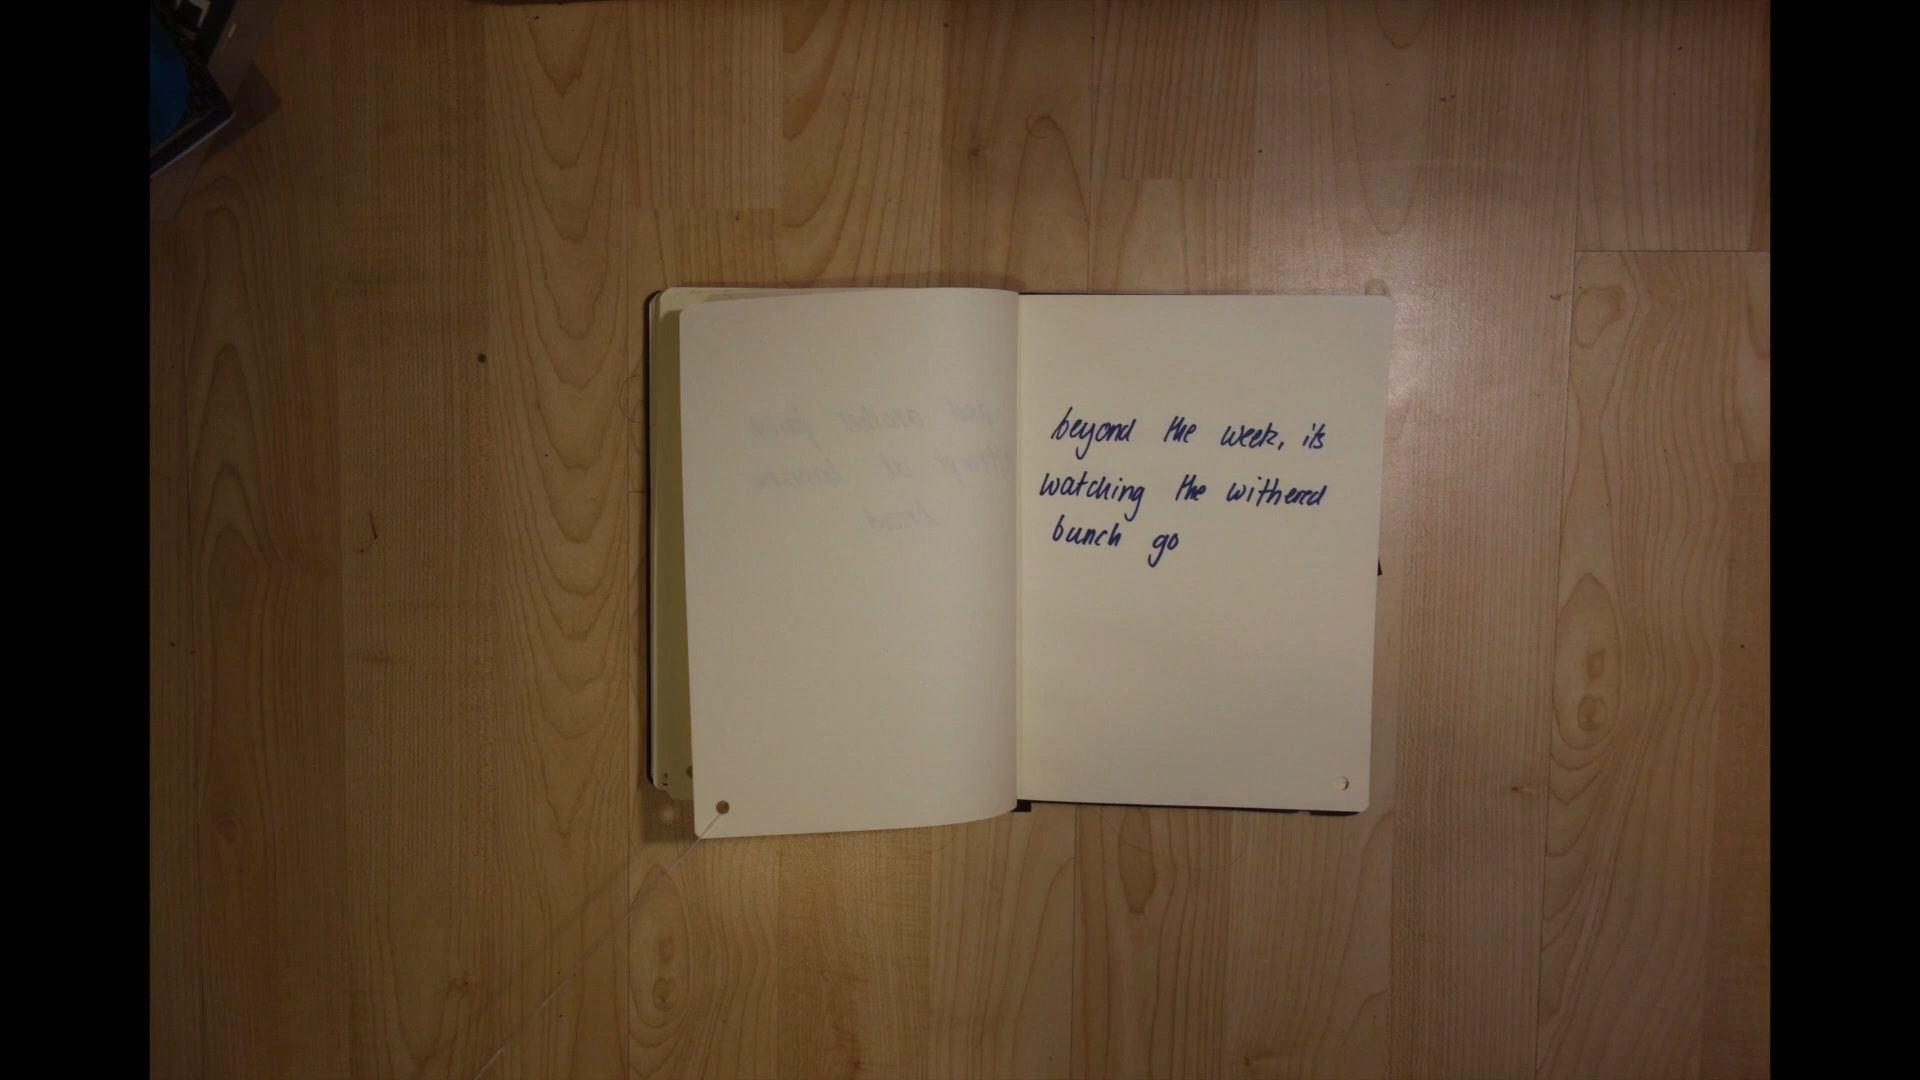 beyond the week, its
watching the withered
bunch go